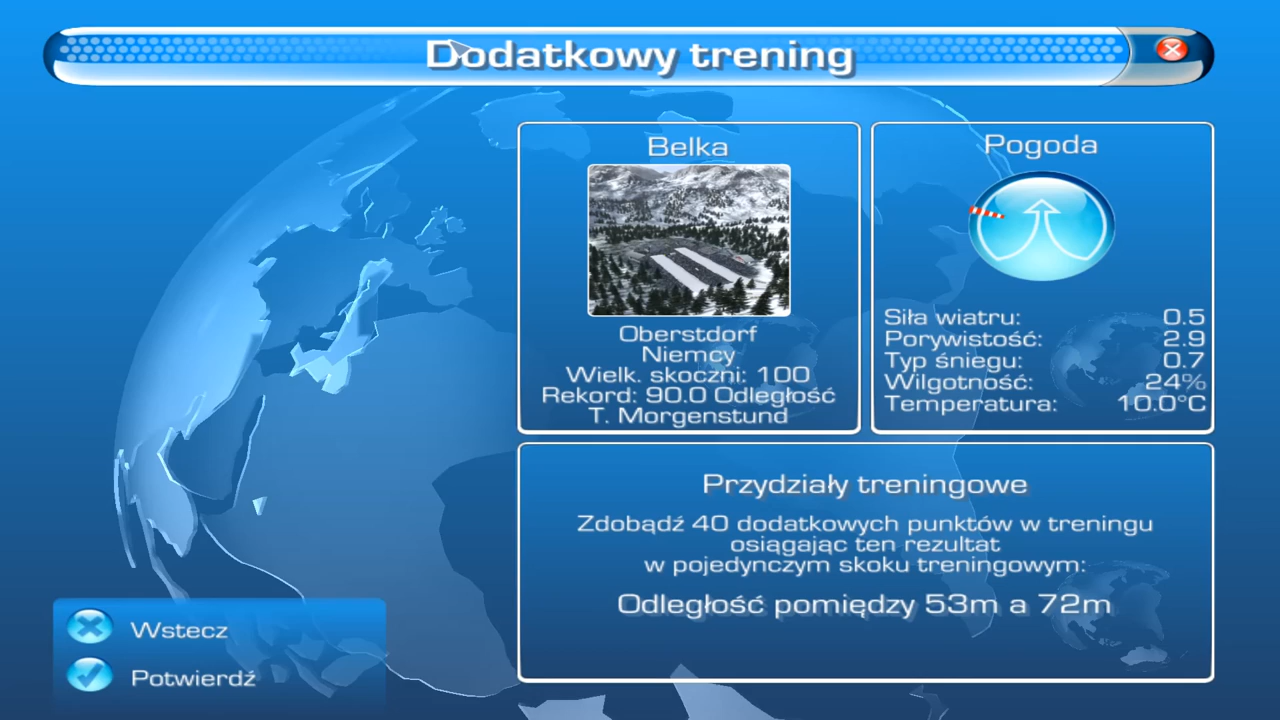 Dodatkowy trening
Belka
Oberstdorf
Niemcy
Wielk. skoczni: 100
Rekord: 90.0 Odległość
T. Morgenstund
Pogoda
Siła wiatru: 0.5
Porywistość: 2.9
Typ śniegu: 0.7
Wilgotność: 24%
Temperatura: 10.0°C
Przydziały treningowe
Zdobądź 40 dodatkowych punktów w treningu
osiągając ten rezultat
w pojedynczym skoku treningowym:
Odległość pomiędzy 53m a 72m
Wstecz
Potwierdź